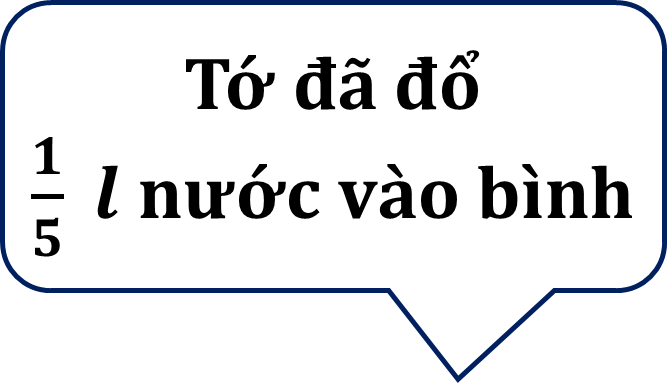 Tớ đã đổ
1/5 l nước vào bình